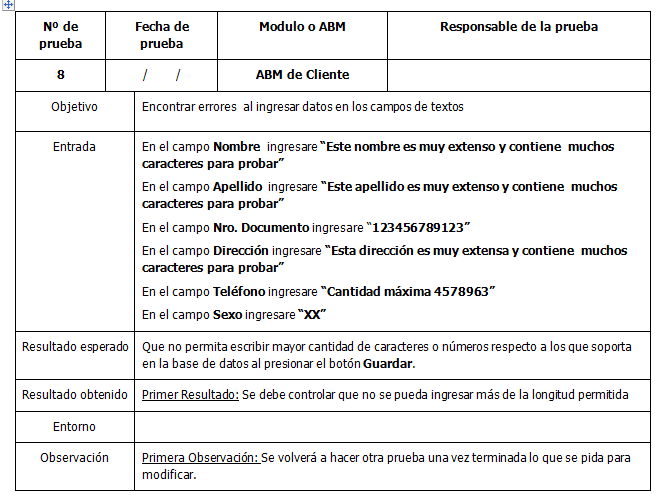 Nº de prueba Fecha de prueba Modulo o ABM Responsable de la prueba
8 / / ABM de Cliente
Objetivo Encontrar errores al ingresar datos en los campos de textos
Entrada En el campo Nombre ingresare “Este nombre es muy extenso y contiene muchos
caracteres para probar”
En el campo Apellido ingresare “Este apellido es muy extenso y contiene muchos
caracteres para probar”
En el campo Nro. Documento ingresare “123456789123”
En el campo Dirección ingresare “Esta dirección es muy extensa y contiene muchos
caracteres para probar”
En el campo Teléfono ingresare “Cantidad máxima 4578963”
En el campo Sexo ingresare “XX”
Resultado esperado Que no permita escribir mayor cantidad de caracteres o números respecto a los que soporta
en la base de datos al presionar el botón Guardar.
Resultado obtenido Primer Resultado: Se debe controlar que no se pueda ingresar más de la longitud permitida
Entorno
Observación Primera Observación: Se volverá a hacer otra prueba una vez terminada lo que se pida para
modificar.